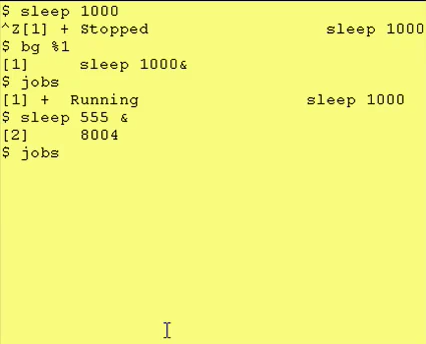 $ sleep 1000
^Z[1] + Stopped                  sleep 1000
$ bg %1
[1]     sleep 1000&
$ jobs
[1] +  Running                 sleep 1000
$ sleep 555 &
[2]     8004
$ jobs